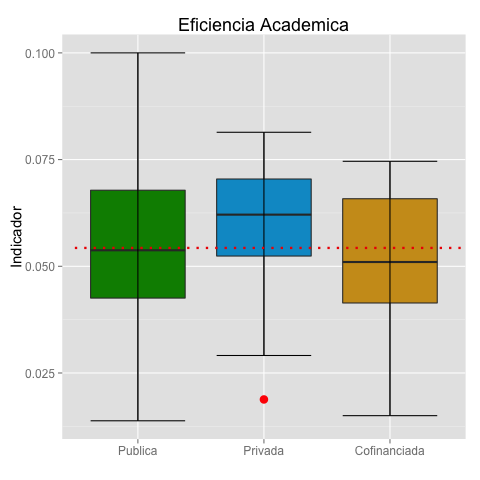 Eficiencia Academica
Indicador
0.100
0.075
0.050
0.025
Publica
Privada
Cofinanciada